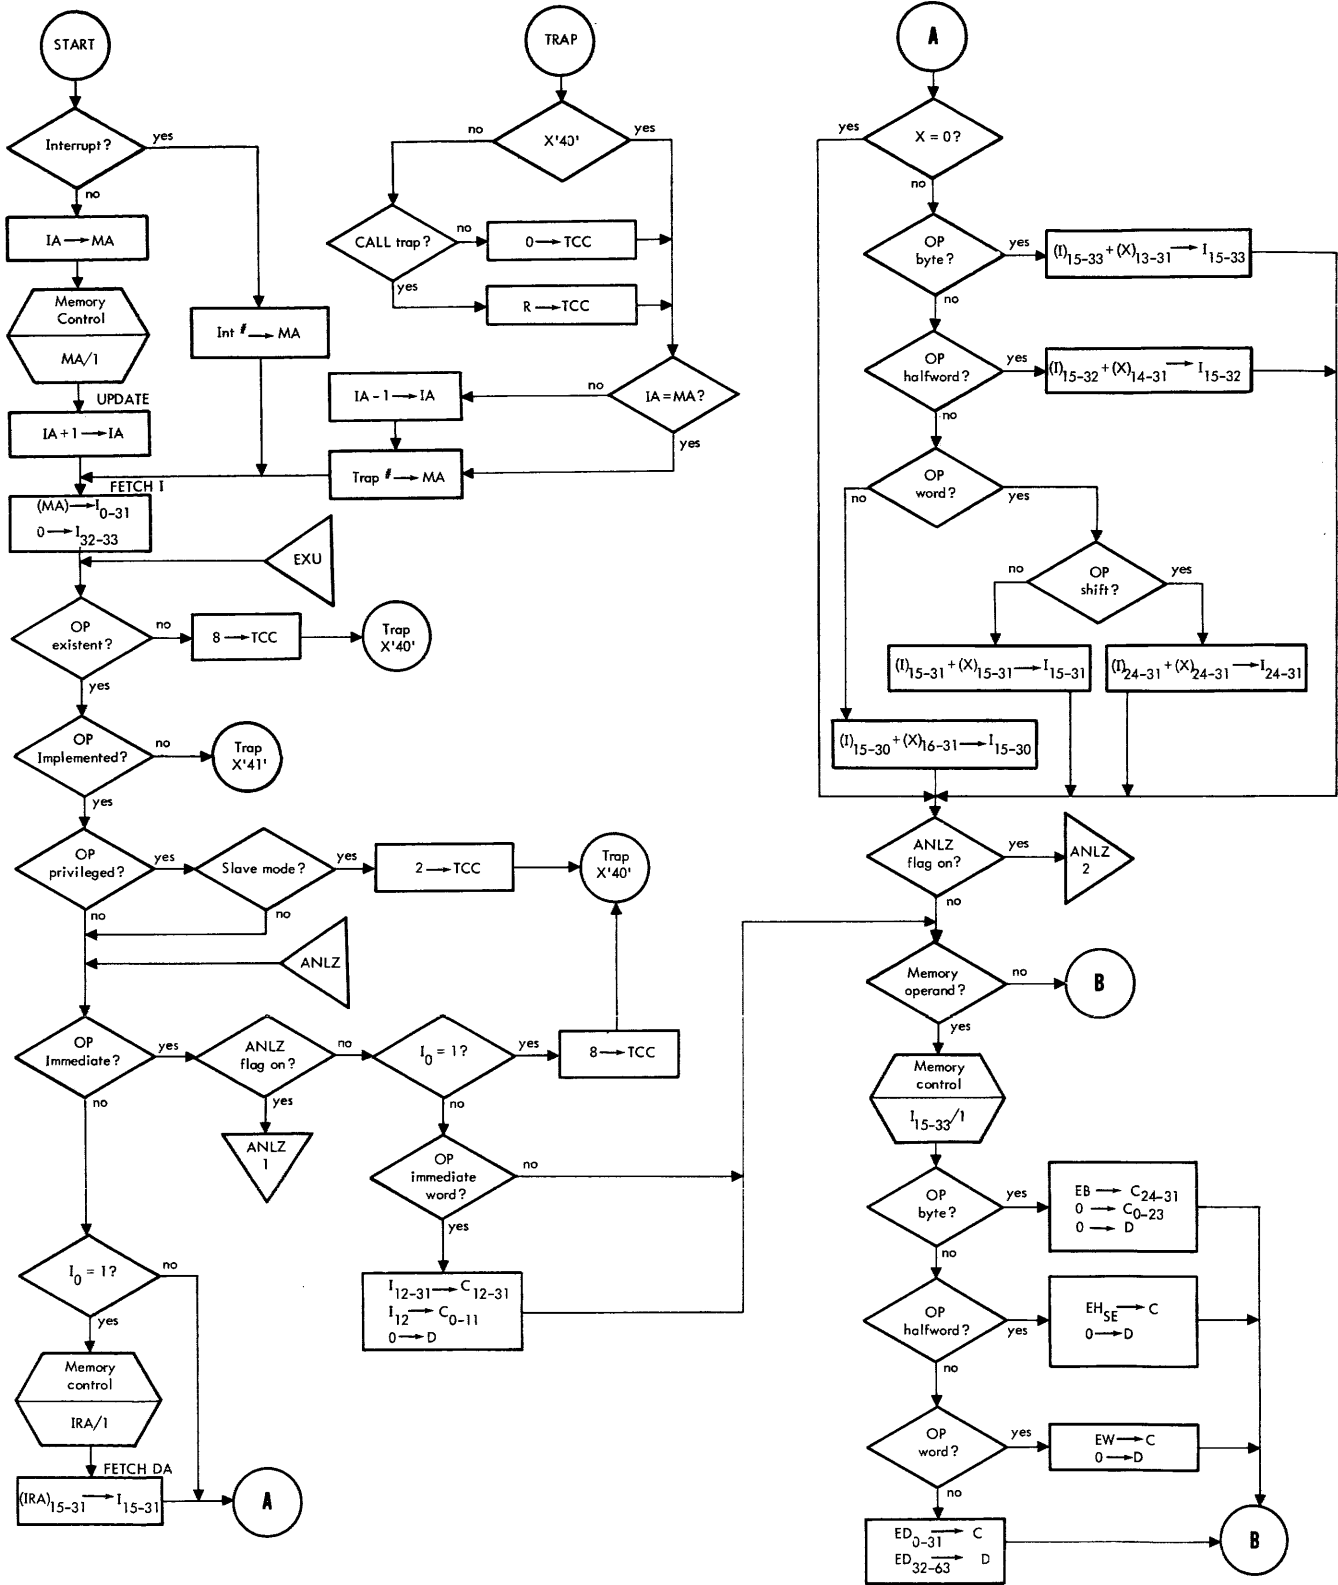 START
Interrupt?
yes
no
IA → MA
Memory
Control
MA/1
UPDATE
IA + 1 → IA
Int # → MA
FETCH I
(MA) → I0-31
0 → I32-33
EXU
OP
existent?
no
8 → TCC
Trap
X'40'
yes
OP
Implemented?
no
Trap
X'41'
yes
OP
privileged?
yes
Slave mode?
yes
2 → TCC
Trap
X'40'
no
no
ANLZ
OP
Immediate?
yes
ANLZ
flag on?
no
I0 = 1?
yes
8 → TCC
no
yes
ANLZ
1
no
OP
immediate
word?
no
yes
I12-31 → C12-31
I12 → C0-11
0 → D
I0 = 1?
no
yes
Memory
control
IRA/1
FETCH DA
(IRA)15-31 → I15-31
A
TRAP
X'40'
no
yes
CALL trap?
no
0 → TCC
yes
R → TCC
IA = MA?
no
IA - 1 → IA
yes
Trap # → MA
A
X = 0?
yes
no
OP
byte?
yes
(I)15-33 + (X)13-31 → I15-33
no
OP
halfword?
yes
(I)15-32 + (X)14-31 → I15-32
no
OP
word?
no
yes
OP
shift?
no
yes
(I)15-31 + (X)15-31 → I15-31
(I)24-31 + (X)24-31 → I24-31
(I)15-30 + (X)16-31 → I15-30
ANLZ
flag on?
yes
ANLZ
2
no
Memory
operand?
no
B
yes
Memory
control
I15-33/1
OP
byte?
yes
EB → C24-31
0 → C0-23
0 → D
no
OP
halfword?
yes
EHSE → C
0 → D
no
OP
word?
yes
EW → C
0 → D
no
ED0-31 → C
ED32-63 → D
B